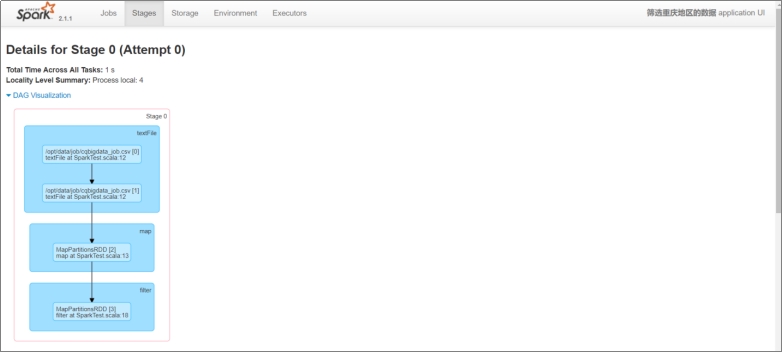 APACHE
Spark 2.1.1 Jobs Stages Storage Environment Executors 筛选重庆地区的数据 application UI
Details for Stage 0 (Attempt 0)
Total Time Across All Tasks: 1 s
Locality Level Summary: Process local: 4
DAG Visualization
Stage 0
textFile
/opt/data/job/cqbigdata_job.csv [0]
textFile at SparkTest.scala:12
/opt/data/job/cqbigdata_job.csv [1]
textFile at SparkTest.scala:12
map
MapPartitionsRDD [2]
map at SparkTest.scala:13
filter
MapPartitionsRDD [3]
filter at SparkTest.scala:18